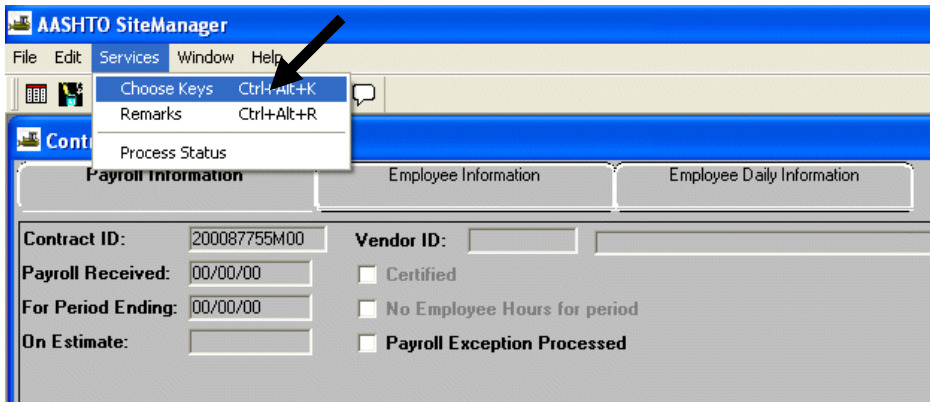 AASHTO SiteManager
File Edit Services Window Help
Choose Keys Ctrl+Alt+K
Remarks Ctrl+Alt+R
Process Status
Cont
Payroll Information Employee Information Employee Daily Information
Contract ID: 200087755M00 Vendor ID:
Payroll Received: 00/00/00 Certified
For Period Ending: 00/00/00 No Employee Hours for period
On Estimate: Payroll Exception Processed